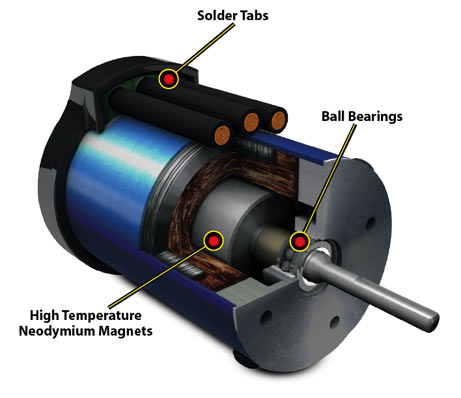 Solder Tabs
Ball Bearings
High Temperature
Neodymium Magnets